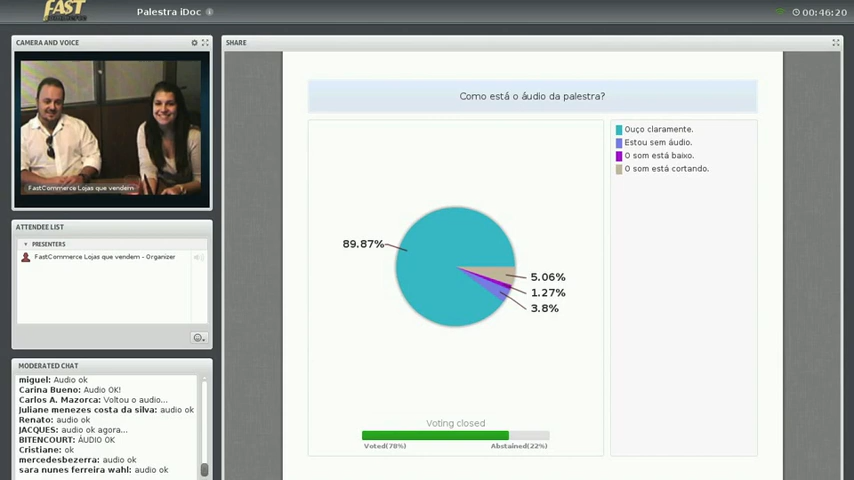 FAST
Palestra iDoc
00:46:20
CAMERA AND VOICE
FastCommerce Lojas que vendem
ATTENDEE LIST
PRESENTERS
FastCommerce Lojas que vendem - Organizer
MODERATED CHAT
miguel: Audio ok
Carina Bueno: Audio OK!
Carlos A. Mazorca: Voltou o audio...
Juliane menezes costa da silva: audio ok
Renato: audio ok
JACQUES: audio ok agora...
BITENCOURT: ÁUDIO OK
Cristiane: ok
mercedesbezerra: audio ok
sara nunes ferreira wahl: audio ok
SHARE
Como está o áudio da palestra?
89.87%
5.06%
1.27%
3.8%
Voting closed
Voted(78%) Abstained(22%)
Ouço claramente.
Estou sem áudio.
O som está baixo.
O som está cortando.